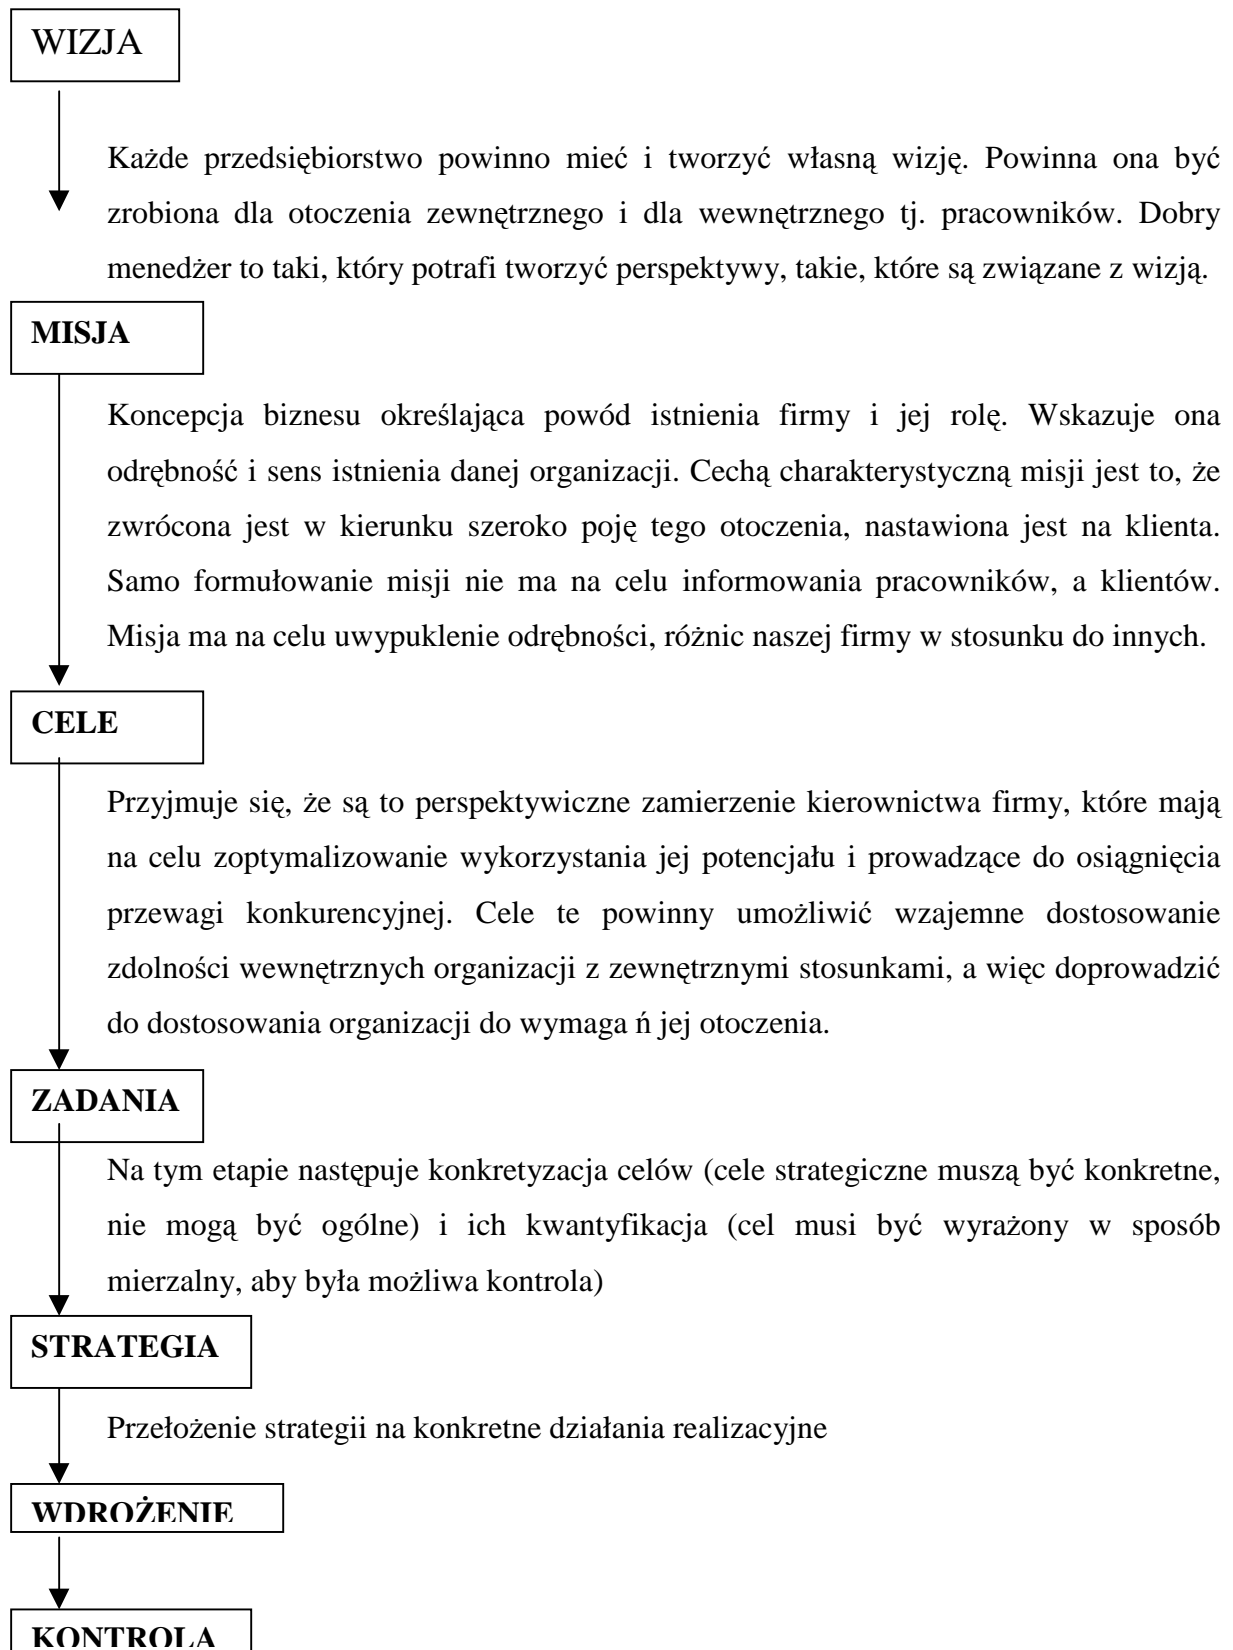 WIZJA
Każde przedsiębiorstwo powinno mieć i tworzyć własną wizję. Powinna ona być
zrobiona dla otoczenia zewnętrznego i dla wewnętrznego tj. pracowników. Dobry
menedżer to taki, który potrafi tworzyć perspektywy, takie, które są związane z wizją.
MISJA
Koncepcja biznesu określająca powód istnienia firmy i jej rolę. Wskazuje ona
odrębność i sens istnienia danej organizacji. Cechą charakterystyczną misji jest to, że
zwrócona jest w kierunku szeroko poję tego otoczenia, nastawiona jest na klienta.
Samo formułowanie misji nie ma na celu informowania pracowników, a klientów.
Misja ma na celu uwypuklenie odrębności, różnic naszej firmy w stosunku do innych.
CELE
Przyjmuje się, że są to perspektywiczne zamierzenie kierownictwa firmy, które mają
na celu zoptymalizowanie wykorzystania jej potencjału i prowadzące do osiągnięcia
przewagi konkurencyjnej. Cele te powinny umożliwić wzajemne dostosowanie
zdolności wewnętrznych organizacji z zewnętrznymi stosunkami, a więc doprowadzić
do dostosowania organizacji do wymaga ń jej otoczenia.
ZADANIA
Na tym etapie następuje konkretyzacja celów (cele strategiczne muszą być konkretne,
nie mogą być ogólne) i ich kwantyfikacja (cel musi być wyrażony w sposób
mierzalny, aby była możliwa kontrola)
STRATEGIA
Przełożenie strategii na konkretne działania realizacyjne
WDROŻENIE
KONTROLA